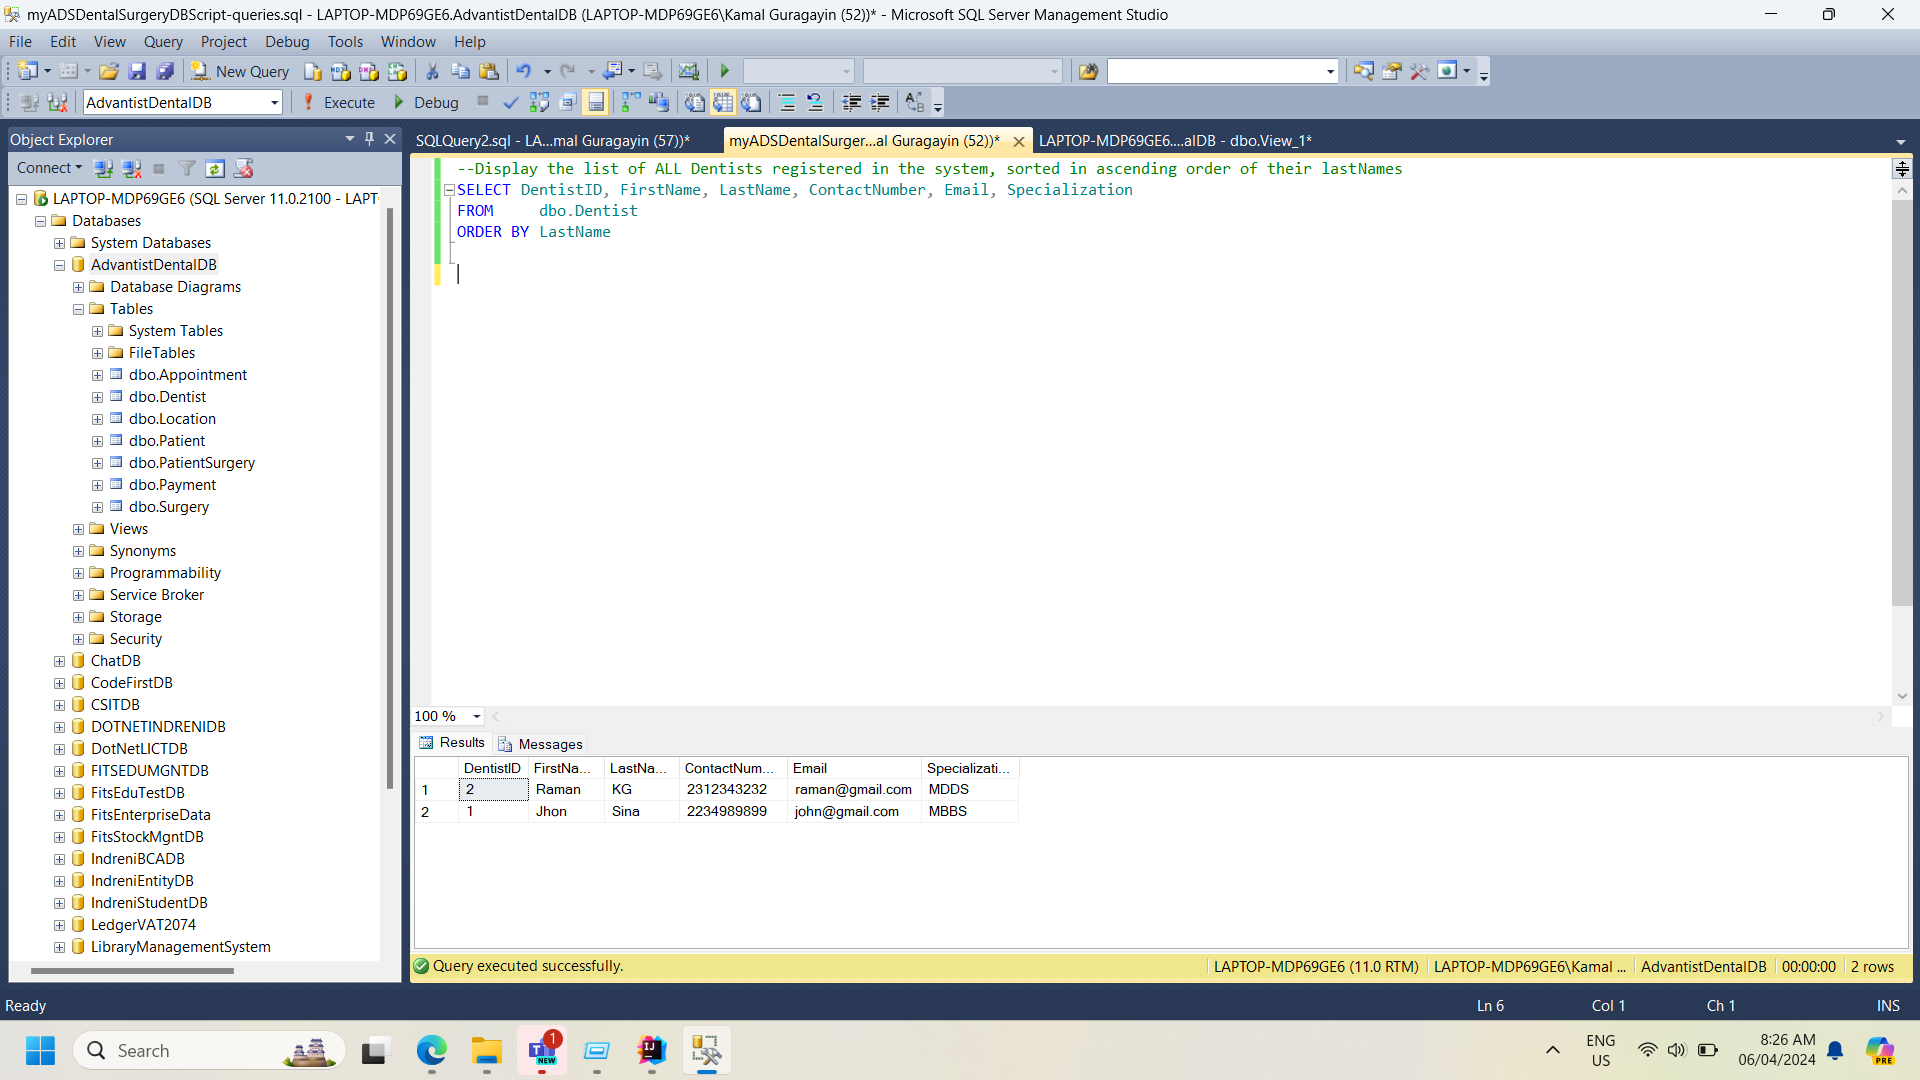 myADSDentalSurgeryDBScript-queries.sql - LAPTOP-MDP69GE6.AdvantistDentalDB (LAPTOP-MDP69GE6\Kamal Guragayin (52))* - Microsoft SQL Server Management Studio
File Edit View Query Project Debug Tools Window Help
New Query
AdvantistDentalDB Execute Debug
Object Explorer
Connect
LAPTOP-MDP69GE6 (SQL Server 11.0.2100 - LAPT
Databases
System Databases
AdvantistDentalDB
Database Diagrams
Tables
System Tables
FileTables
dbo.Appointment
dbo.Dentist
dbo.Location
dbo.Patient
dbo.PatientSurgery
dbo.Payment
dbo.Surgery
Views
Synonyms
Programmability
Service Broker
Storage
Security
ChatDB
CodeFirstDB
CSITDB
DOTNETINDRENIDB
DotNetLICTDB
FITSEDUMGNTDB
FitsEduTestDB
FitsEnterpriseData
FitsStockMgntDB
IndreniBCADB
IndreniEntityDB
IndreniStudentDB
LedgerVAT2074
LibraryManagementSystem
SQLQuery2.sql - LA...mal Guragayin (57))* myADSDentalSurger...al Guragayin (52))* LAPTOP-MDP69GE6....alDB - dbo.View_1*
--Display the list of ALL Dentists registered in the system, sorted in ascending order of their lastNames
SELECT DentistID, FirstName, LastName, ContactNumber, Email, Specialization
FROM dbo.Dentist
ORDER BY LastName
100 %
Results Messages
DentistID FirstNa... LastNa... ContactNum... Email Specializati...
1 2 Raman KG 2312343232 raman@gmail.com MDDS
2 1 Jhon Sina 2234989899 john@gmail.com MBBS
Query executed successfully. LAPTOP-MDP69GE6 (11.0 RTM) LAPTOP-MDP69GE6\Kamal ... AdvantistDentalDB 00:00:00 2 rows
Ready Ln 6 Col 1 Ch 1 INS
Search 1 NEW ENG US 8:26 AM 06/04/2024 PRE